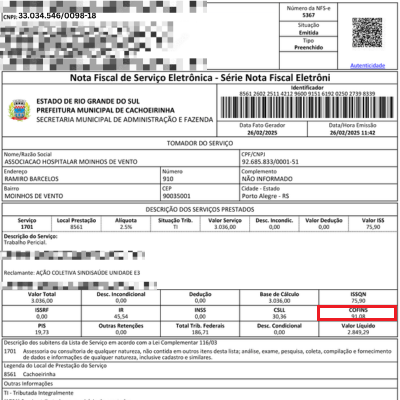 CNPJ: 33.034.546/0098-18
Número da NFS-e
5367
Situação
Emitida
Tipo
Preenchido
Autenticidade
Nota Fiscal de Serviço Eletrônica - Série Nota Fiscal Eletrôni
ESTADO DE RIO GRANDE DO SUL
PREFEITURA MUNICIPAL DE CACHOEIRINHA
SECRETARIA MUNICIPAL DE ADMINISTRAÇÃO E FAZENDA
Identificador
8561 2602 2511 4212 9600 9151 6192 0250 2739 8339
Data Fato Gerador Data/Hora Emissão
26/02/2025 26/02/2025 11:42
TOMADOR DO SERVIÇO
Nome/Razão Social CPF/CNPJ
ASSOCIACAO HOSPITALAR MOINHOS DE VENTO 92.685.833/0001-51
Endereço Número Complemento
RAMIRO BARCELOS 910 NÃO INFORMADO
Bairro CEP Cidade - Estado
MOINHOS DE VENTO 90035001 Porto Alegre - RS
DESCRIÇÃO DOS SERVIÇOS PRESTADOS
Serviço Local Prestação Alíquota Situação Trib. Valor Serviço Desc. Incondic. Valor Dedução Valor ISS
1701 8561 2.5% TI 3.036,00 0,00 0,00 75,90
Descrição do Serviço:
Trabalho Pericial.
Reclamante: AÇÃO COLETIVA SINDISAÚDE UNIDADE E3
Valor Total Desc. Incondicional Dedução Base de Cálculo ISSQN
3.036,00 0,00 0,00 3.036,00 75,90
ISSRF IR INSS CSLL COFINS
0,00 45,54 0,00 30,36 91,08
PIS Outras Retenções Total Trib. Federais Desc. Condicional Valor Líquido
19,73 0,00 186,71 0,00 2.849,29
Descrição dos subitens da Lista de Serviço em acordo com a Lei Complementar 116/03
1701 Assessoria ou consultoria de qualquer natureza, não contida em outros itens desta lista; análise, exame, pesquisa, coleta, compilação e fornecimento
de dados e informações de qualquer natureza, inclusive cadastro e similares.
Legenda do Local de Prestação do Serviço
8561 Cachoeirinha
Outras Informações
TI - Tributada Integralmente